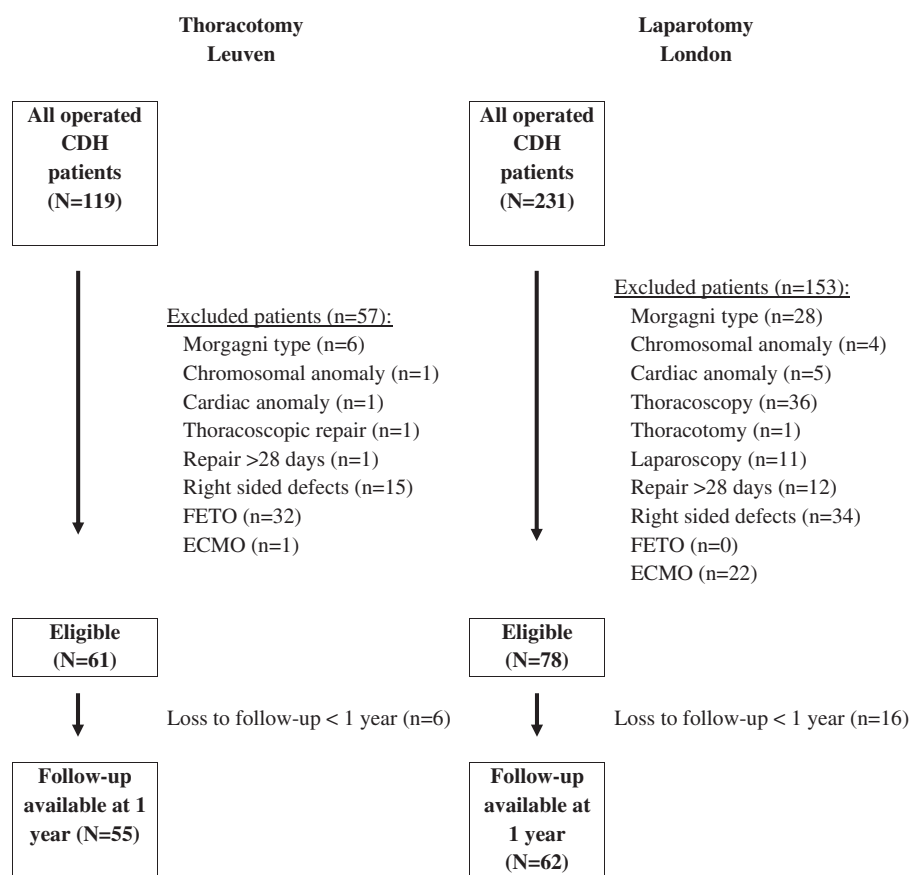 Thoracotomy
Leuven
All operated
CDH
patients
(N=119)
Excluded patients (n=57):
Morgagni type (n=6)
Chromosomal anomaly (n=1)
Cardiac anomaly (n=1)
Thoracoscopic repair (n=1)
Repair >28 days (n=1)
Right sided defects (n=15)
FETO (n=32)
ECMO (n=1)
Eligible
(N=61)
Loss to follow-up < 1 year (n=6)
Follow-up
available at 1
year (N=55)
Laparotomy
London
All operated
CDH
patients
(N=231)
Excluded patients (n=153):
Morgagni type (n=28)
Chromosomal anomaly (n=4)
Cardiac anomaly (n=5)
Thoracoscopy (n=36)
Thoracotomy (n=1)
Laparoscopy (n=11)
Repair >28 days (n=12)
Right sided defects (n=34)
FETO (n=0)
ECMO (n=22)
Eligible
(N=78)
Loss to follow-up < 1 year (n=16)
Follow-up
available at
1 year
(N=62)